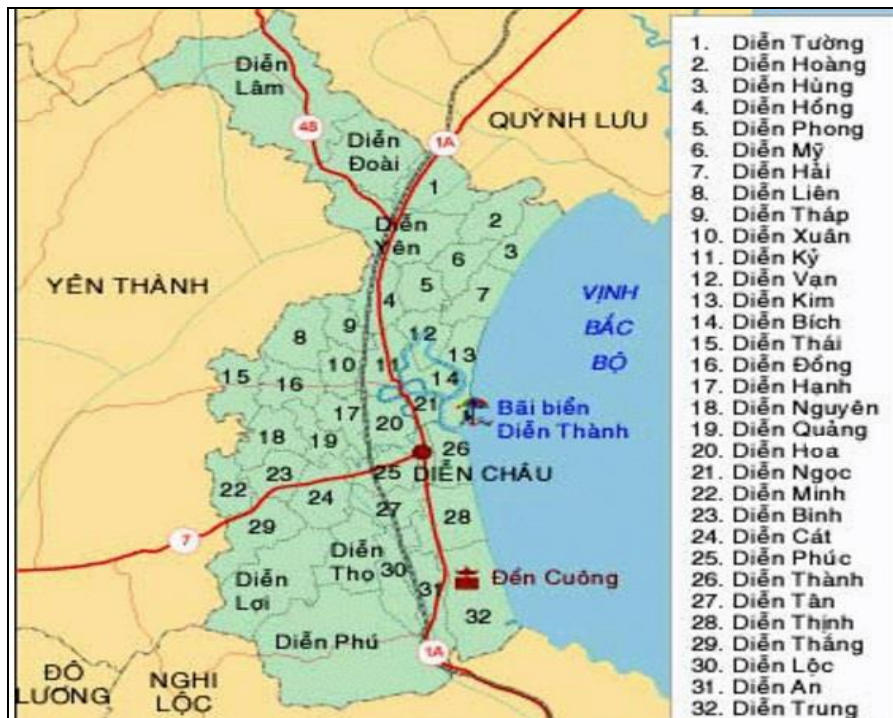 Diễn
Lâm
48
Diễn
Đoài
1A
QUỲNH LƯU
1
Diễn
Yên
2
3
6
5
7
4
YÊN THÀNH
VỊNH
BẮC
BỘ
8
9
12
13
10
11
14
15
16
17
20
21
Bãi biển
Diễn Thành
18
19
26
DIỄN CHÂU
22
23
25
24
27
28
29
7
Diễn
Thọ
30
Đền Cuông
31
32
Diễn
Lợi
Diễn Phú
1A
ĐÔ
LƯƠNG
NGHI
LỘC
1. Diễn Tường
2. Diễn Hoàng
3. Diễn Hùng
4. Diễn Hồng
5. Diễn Phong
6. Diễn Mỹ
7. Diễn Hải
8. Diễn Liên
9. Diễn Tháp
10. Diễn Xuân
11. Diễn Kỷ
12. Diễn Vạn
13. Diễn Kim
14. Diễn Bích
15. Diễn Thái
16. Diễn Đồng
17. Diễn Hạnh
18. Diễn Nguyên
19. Diễn Quảng
20. Diễn Hoa
21. Diễn Ngọc
22. Diễn Minh
23. Diễn Bình
24. Diễn Cát
25. Diễn Phúc
26. Diễn Thành
27. Diễn Tân
28. Diễn Thịnh
29. Diễn Thắng
30. Diễn Lộc
31. Diễn An
32. Diễn Trung